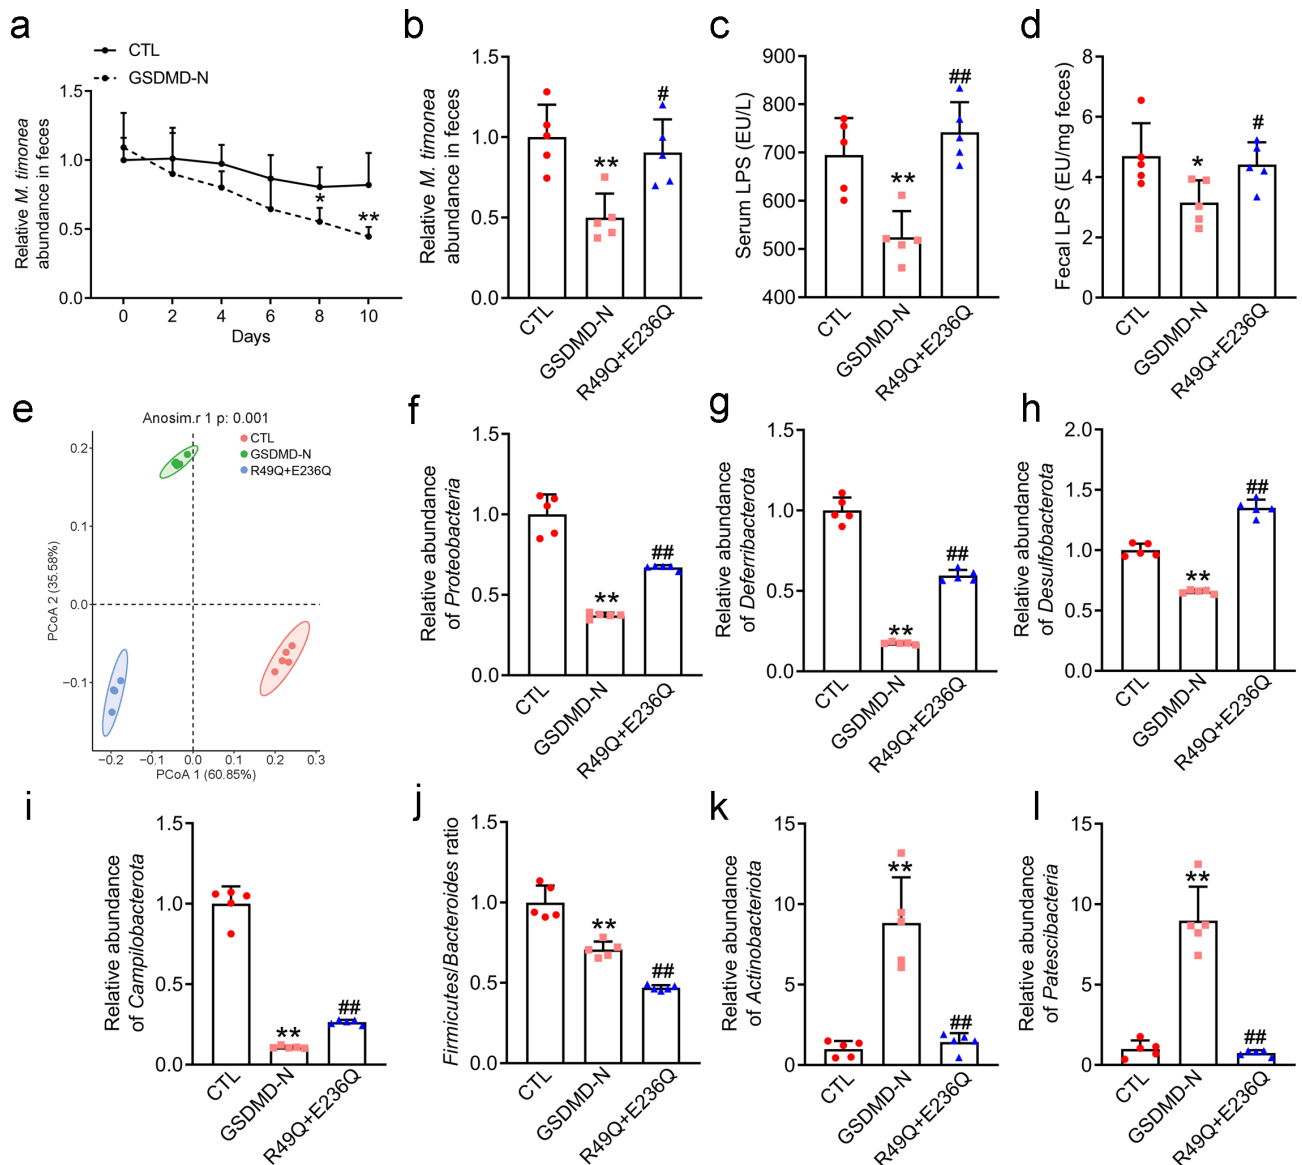 a
CTL
GSDMD-N
Relative M. timonea
abundance in feces
1.5
1.0
0.5
0.0
*
**
0 2 4 6 8 10
Days
b
Relative M. timonea
abundance in feces
1.5
1.0
0.5
0.0
**
#
CTL
GSDMD-N
R49Q+E236Q
c
Serum LPS (EU/L)
900
800
700
600
500
400
**
##
CTL
GSDMD-N
R49Q+E236Q
d
Fecal LPS (EU/mg feces)
8
6
4
2
0
*
#
CTL
GSDMD-N
R49Q+E236Q
e
Anosim.r 1 p: 0.001
CTL
GSDMD-N
R49Q+E236Q
PCoA 2 (35.58%)
0.2
0.1
0.0
−0.1
−0.2 −0.1 0.0 0.1 0.2 0.3
PCoA 1 (60.85%)
f
Relative abundance
of Proteobacteria
1.5
1.0
0.5
0.0
**
##
CTL
GSDMD-N
R49Q+E236Q
g
Relative abundance
of Deferribacterota
1.5
1.0
0.5
0.0
**
##
CTL
GSDMD-N
R49Q+E236Q
h
Relative abundance
of Desulfobacterota
2.0
1.5
1.0
0.5
0.0
**
##
CTL
GSDMD-N
R49Q+E236Q
i
Relative abundance
of Campilobacterota
1.5
1.0
0.5
0.0
**
##
CTL
GSDMD-N
R49Q+E236Q
j
Firmicutes/Bacteroides ratio
1.5
1.0
0.5
0.0
**
##
CTL
GSDMD-N
R49Q+E236Q
k
Relative abundance
of Actinobacteriota
15
10
5
0
**
##
CTL
GSDMD-N
R49Q+E236Q
l
Relative abundance
of Patescibacteria
15
10
5
0
**
##
CTL
GSDMD-N
R49Q+E236Q